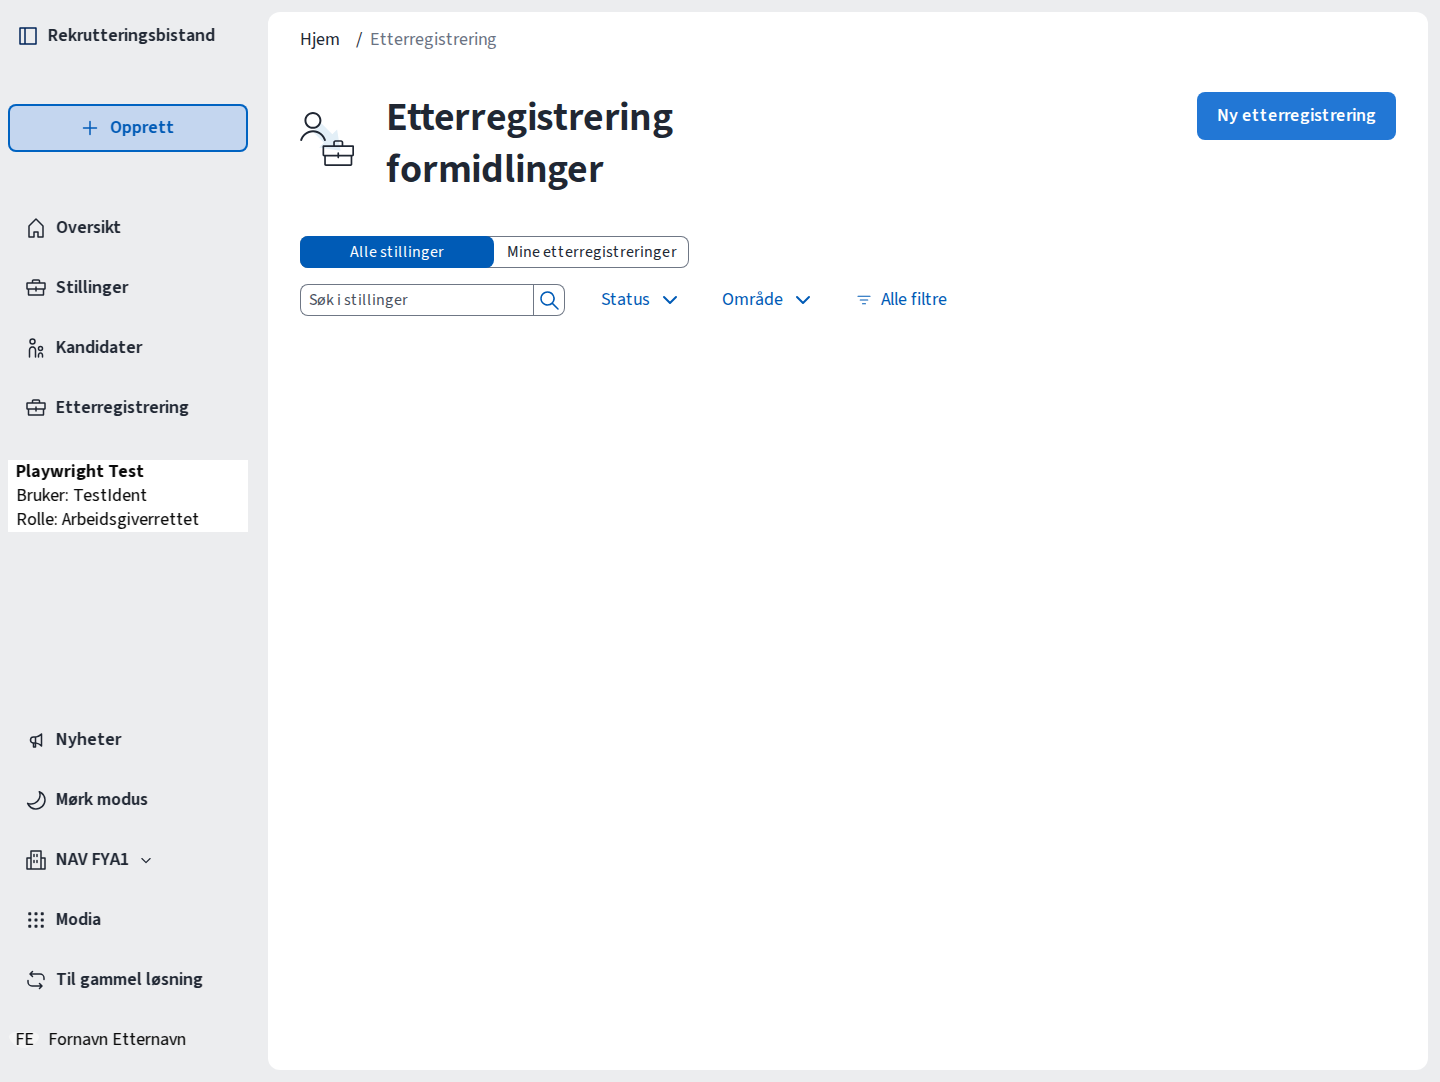 Rekrutteringsbistand
Opprett
Oversikt
Stillinger
Kandidater
Etterregistrering
Playwright Test
Bruker: TestIdent
Rolle: Arbeidsgiverrettet
Nyheter
Mørk modus
NAV FYA1
Modia
Til gammel løsning
FE Fornavn Etternavn
Hjem / Etterregistrering
Etterregistrering
formidlinger
Ny etterregistrering
Alle stillinger Mine etterregistreringer
Søk i stillinger Status Område Alle filtre